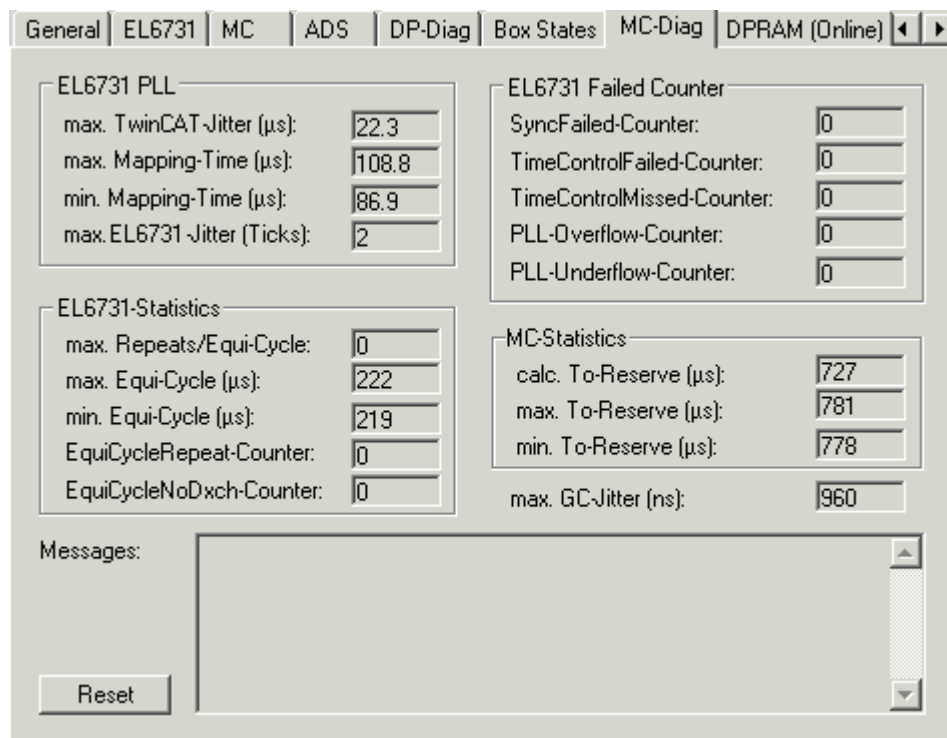 General EL6731 MC ADS DP-Diag Box States MC-Diag DPRAM (Online)
EL6731 PLL
max. TwinCAT-Jitter (µs): 22.3
max. Mapping-Time (µs): 108.8
min. Mapping-Time (µs): 86.9
max.EL6731-Jitter (Ticks): 2
EL6731 Failed Counter
SyncFailed-Counter: 0
TimeControlFailed-Counter: 0
TimeControlMissed-Counter: 0
PLL-Overflow-Counter: 0
PLL-Underflow-Counter: 0
EL6731-Statistics
max. Repeats/Equi-Cycle: 0
max. Equi-Cycle (µs): 222
min. Equi-Cycle (µs): 219
EquiCycleRepeat-Counter: 0
EquiCycleNoDxch-Counter: 0
MC-Statistics
calc. To-Reserve (µs): 727
max. To-Reserve (µs): 781
min. To-Reserve (µs): 778
max. GC-Jitter (ns): 960
Messages:
Reset